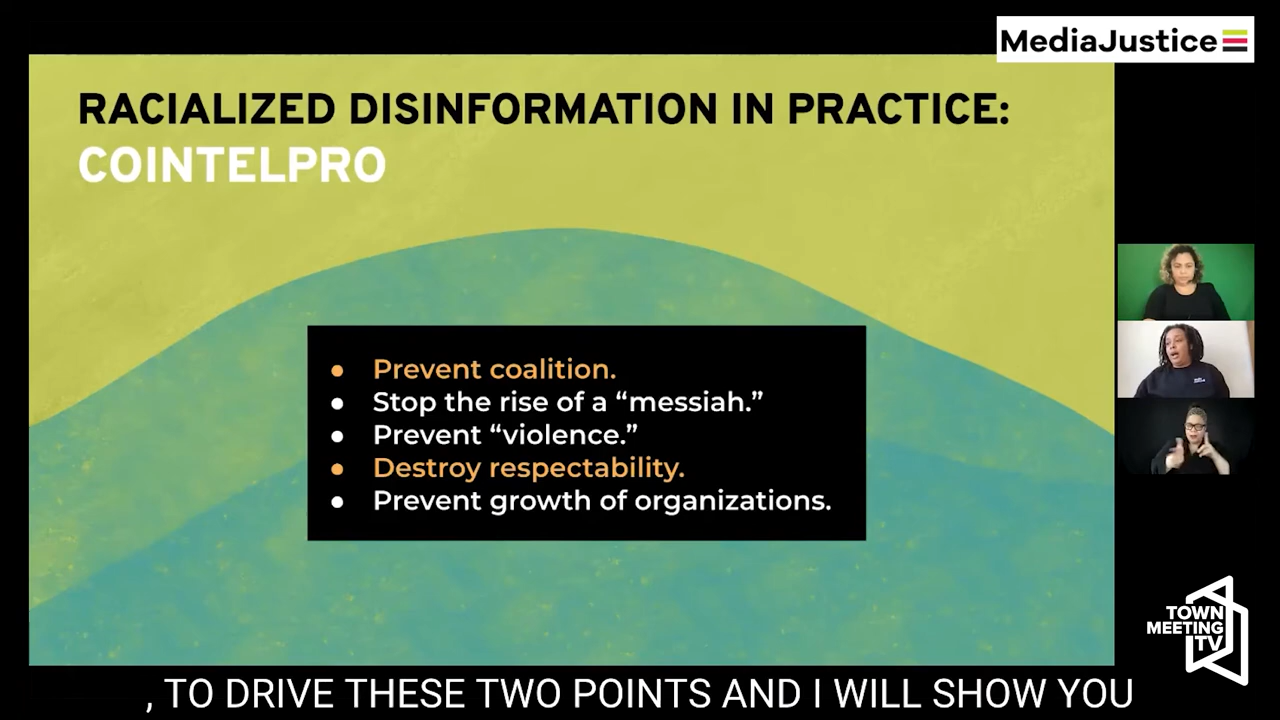 MediaJustice
RACIALIZED DISINFORMATION IN PRACTICE:
COINTELPRO
• Prevent coalition.
• Stop the rise of a “messiah.”
• Prevent “violence.”
• Destroy respectability.
• Prevent growth of organizations.
TOWN
MEETING
TV
, TO DRIVE THESE TWO POINTS AND I WILL SHOW YOU